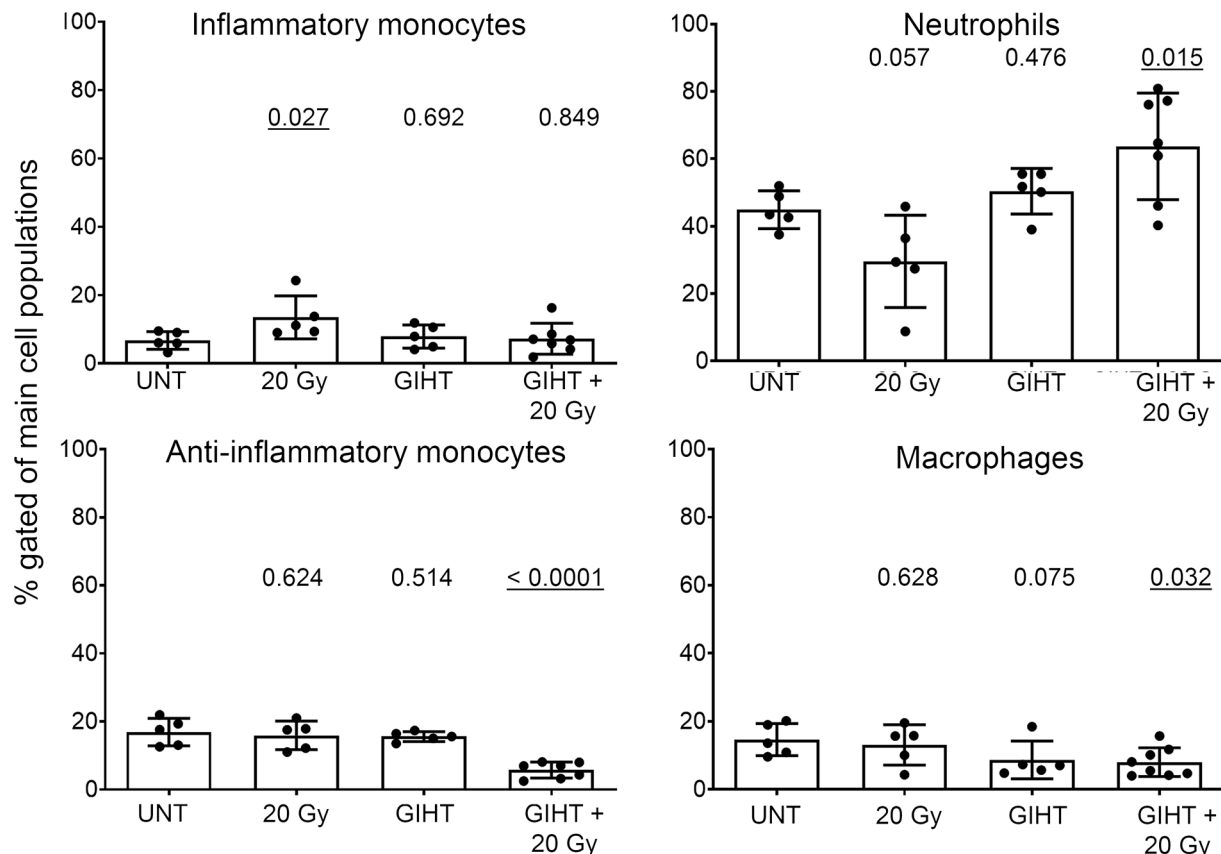 % gated of main cell populations
Inflammatory monocytes
100
80
60
40
20
0
0.027 0.692 0.849
UNT 20 Gy GIHT GIHT +
20 Gy
Neutrophils
100
80
60
40
20
0
0.057 0.476 0.015
UNT 20 Gy GIHT GIHT +
20 Gy
Anti-inflammatory monocytes
100
80
60
40
20
0
0.624 0.514 < 0.0001
UNT 20 Gy GIHT GIHT +
20 Gy
Macrophages
100
80
60
40
20
0
0.628 0.075 0.032
UNT 20 Gy GIHT GIHT +
20 Gy